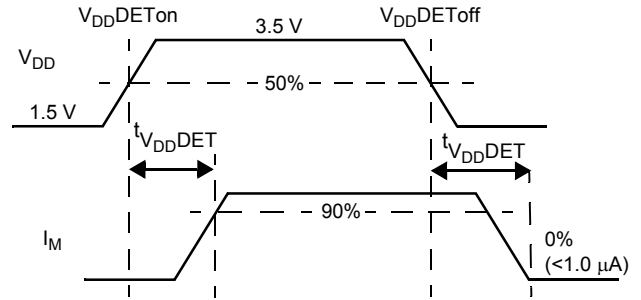 VDDDETon
VDDDEToff
3.5 V
VDD
50%
1.5 V
tVDDDET
tVDDDET
90%
IM
0%
(<1.0 μA)